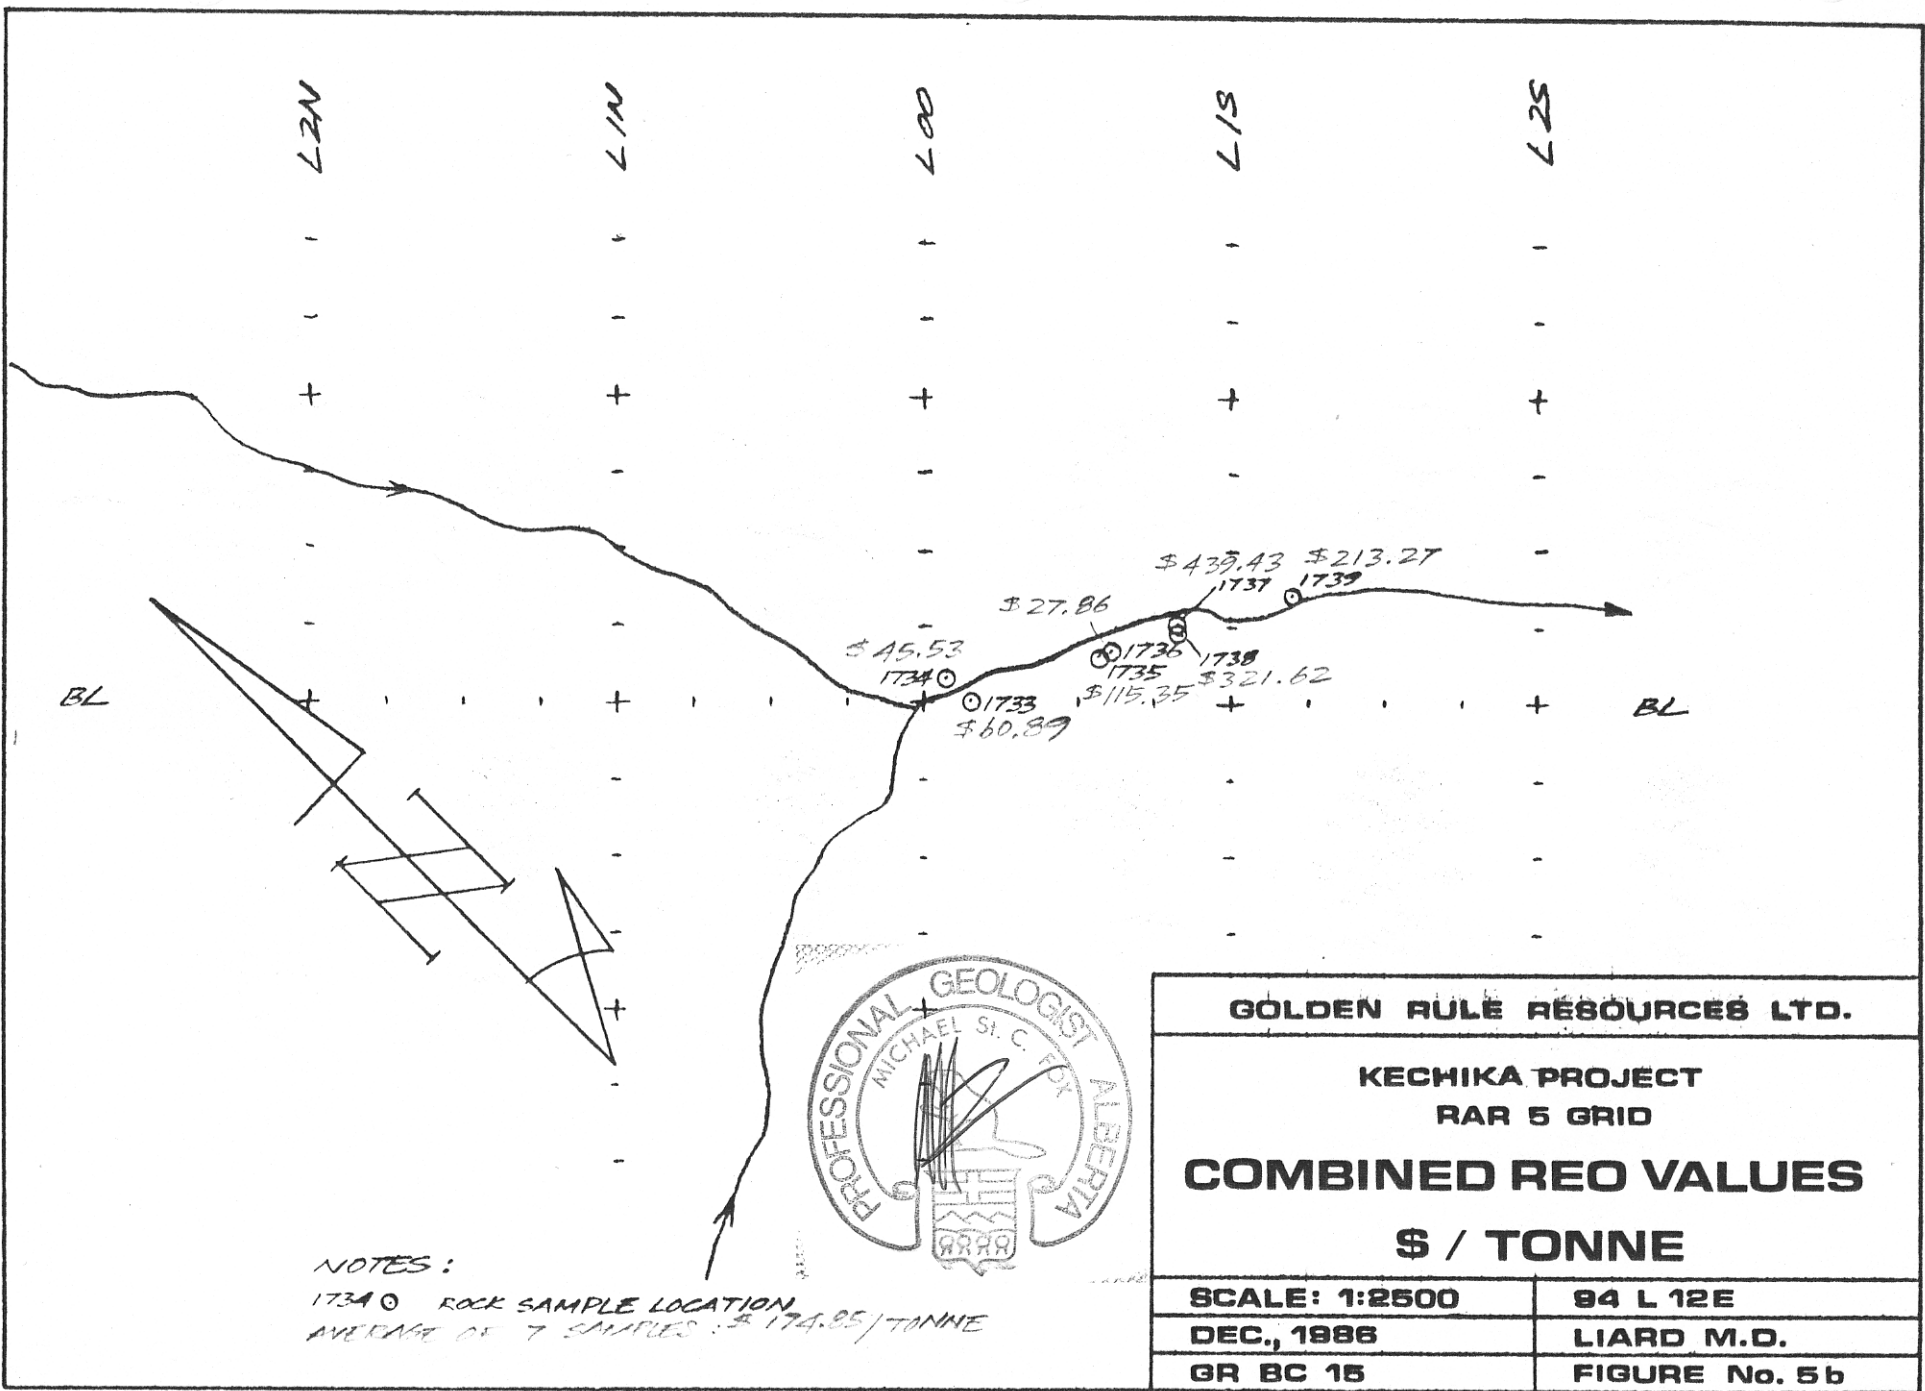 L2N
L1N
L00
L1S
L2S
$439.43 $213.27
1737 1739
$27.86
$45.53
1736
1738
1734
1735
$321.62
BL
1733
$115.35
BL
$60.89
N
PROFESSIONAL GEOLOGIST ALBERTA
MICHAEL ST. C. FOX
GOLDEN RULE RESOURCES LTD.
KECHIKA PROJECT
RAR 5 GRID
COMBINED REO VALUES
$ / TONNE
SCALE: 1:2500
94 L 12E
DEC., 1986
LIARD M.D.
GR BC 15
FIGURE No. 5b
NOTES:
1734 ROCK SAMPLE LOCATION
AVERAGE OF 7 SAMPLES: $174.85/TONNE